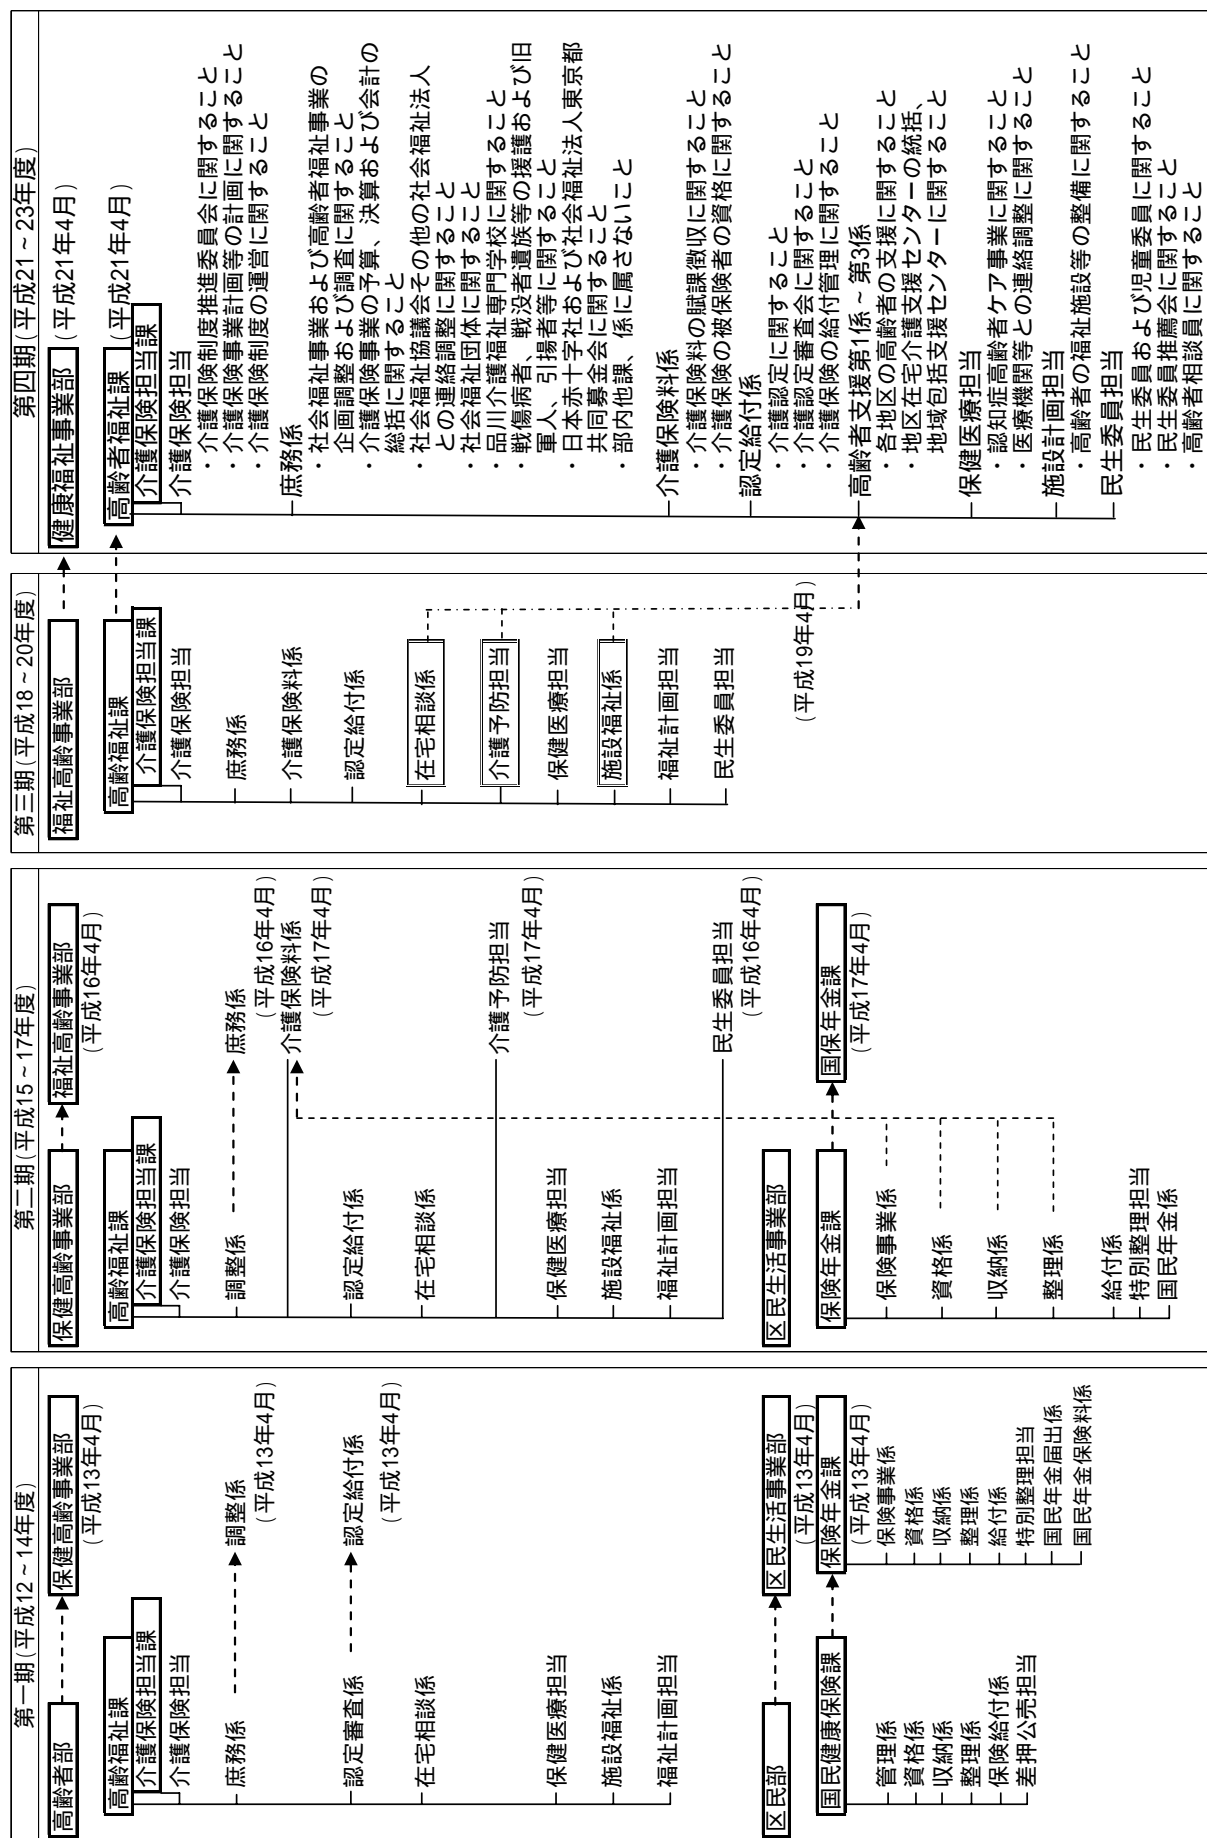 第一期(平成12～14年度)
高齢者部
保健高齢事業部
(平成13年4月)
高齢福祉課
介護保険担当課
介護保険担当
庶務係
調整係
(平成13年4月)
認定審査係
認定給付係
(平成13年4月)
在宅相談係
保健医療担当
施設福祉係
福祉計画担当
区民部
区民生活事業部
(平成13年4月)
国民健康保険課
保険年金課
(平成13年4月)
管理係
資格係
収納係
整理係
保険給付係
差押公売担当
保険事業係
資格係
収納係
整理係
給付係
特別整理担当
国民年金届出係
国民年金保険料係
第二期(平成15～17年度)
保健高齢事業部
福祉高齢事業部
(平成16年4月)
高齢福祉課
介護保険担当課
介護保険担当
調整係
庶務係
(平成16年4月)
介護保険料係
(平成17年4月)
認定給付係
在宅相談係
介護予防担当
(平成17年4月)
保健医療担当
施設福祉係
福祉計画担当
民生委員担当
(平成16年4月)
区民生活事業部
保険年金課
国保年金課
(平成17年4月)
保険事業係
資格係
収納係
整理係
給付係
特別整理担当
国民年金係
第三期(平成18～20年度)
福祉高齢事業部
高齢福祉課
介護保険担当課
介護保険担当
庶務係
介護保険料係
認定給付係
在宅相談係
介護予防担当
保健医療担当
施設福祉係
福祉計画担当
民生委員担当
(平成19年4月)
第四期(平成21～23年度)
健康福祉事業部
(平成21年4月)
高齢者福祉課
(平成21年4月)
介護保険担当課
介護保険担当
・介護保険制度推進委員会に関すること
・介護保険事業計画等の計画に関すること
・介護保険制度の運営に関すること
庶務係
・社会福祉事業および高齢者福祉事業の
企画調整および調査に関すること
・介護保険事業の予算、決算および会計の
総括に関すること
・社会福祉協議会その他の社会福祉法人
との連絡調整に関すること
・社会福祉団体に関すること
・品川介護福祉専門学校に関すること
・戦傷病者、戦没者遺族等の援護および旧
軍人、引揚者等に関すること
・日本赤十字社および社会福祉法人東京都
共同募金会に関すること
・部内他課、係に属さないこと
介護保険料係
・介護保険料の賦課徴収に関すること
・介護保険の被保険者の資格に関すること
認定給付係
・介護認定に関すること
・介護認定審査会に関すること
・介護保険の給付管理に関すること
高齢者支援第1係～第3係
・各地区の高齢者の支援に関すること
・地区在宅介護支援センターの統括、
地域包括支援センターに関すること
保健医療担当
・認知症高齢者ケア事業に関すること
・医療機関等との連絡調整に関すること
施設計画担当
・高齢者の福祉施設等の整備に関すること
民生委員担当
・民生委員および児童委員に関すること
・民生委員推薦会に関すること
・高齢者相談員に関すること